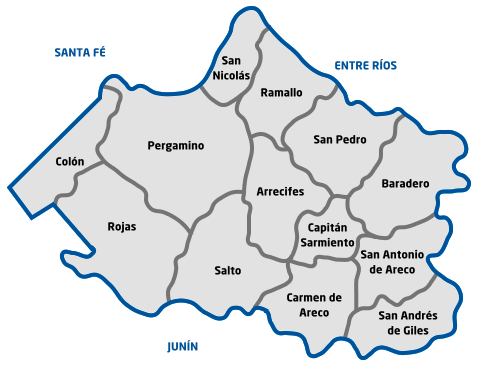 SANTA FÉ
San
Nicolás
ENTRE RÍOS
Ramallo
San Pedro
Pergamino
Colón
Baradero
Arrecifes
Rojas
Capitán
Sarmiento
San Antonio
de Areco
Salto
Carmen de
Areco
San Andrés
de Giles
JUNÍN